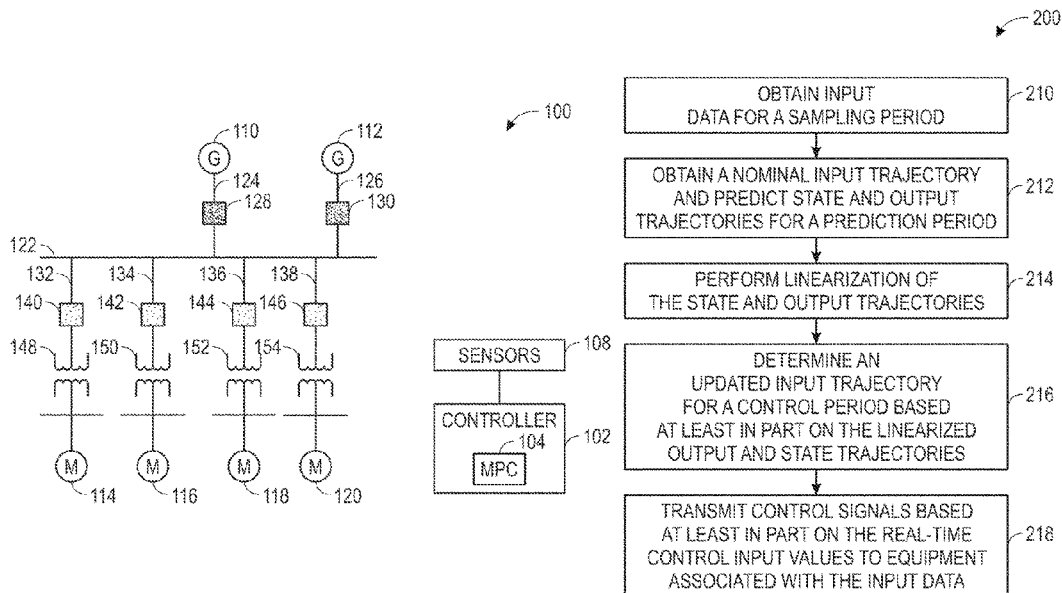 200
100
110
112
G
G
124
126
128
130
122
132
134
136
138
140
142
144
146
148
150
152
154
M
M
M
M
114
116
118
120
SENSORS
108
CONTROLLER
104
MPC
102
OBTAIN INPUT
DATA FOR A SAMPLING PERIOD
210
OBTAIN A NOMINAL INPUT TRAJECTORY
AND PREDICT STATE AND OUTPUT
TRAJECTORIES FOR A PREDICTION PERIOD
212
PERFORM LINEARIZATION OF
THE STATE AND OUTPUT TRAJECTORIES
214
DETERMINE AN
UPDATED INPUT TRAJECTORY
FOR A CONTROL PERIOD BASED
AT LEAST IN PART ON THE LINEARIZED
OUTPUT AND STATE TRAJECTORIES
216
TRANSMIT CONTROL SIGNALS BASED
AT LEAST IN PART ON THE REAL-TIME
CONTROL INPUT VALUES TO EQUIPMENT
ASSOCIATED WITH THE INPUT DATA
218